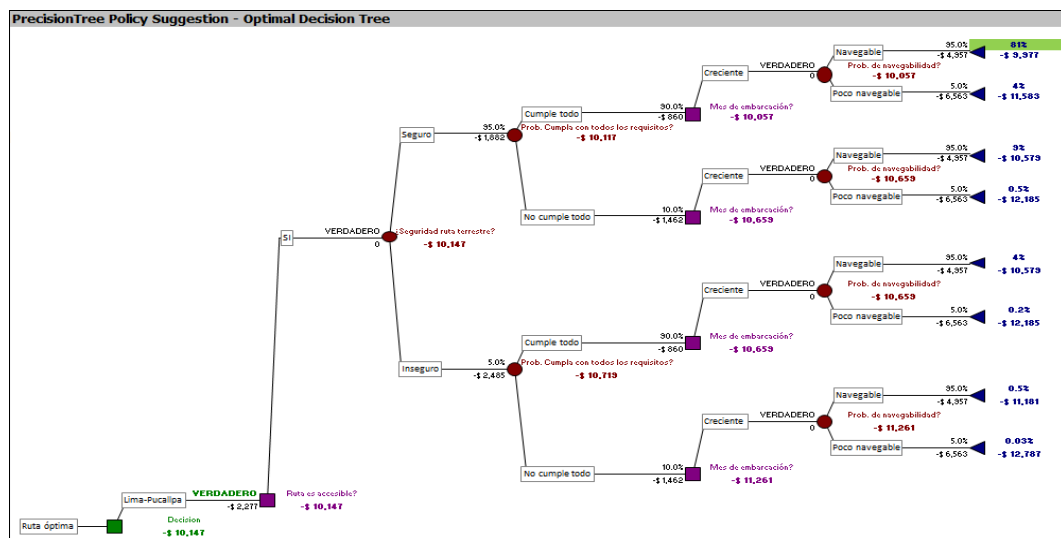 PrecisionTree Policy Suggestion - Optimal Decision Tree
Navegable
95.0%
-$ 4,957
81%
-$ 9,977
Creciente
VERDADERO
0
Prob. de navegabilidad?
-$ 10,057
Poco navegable
5.0%
-$ 6,563
4%
-$ 11,583
Cumple todo
90.0%
-$ 860
Mes de embarcación?
-$ 10,057
Seguro
95.0%
-$ 1,882
Prob. Cumpla con todos los requisitos?
-$ 10,117
Navegable
95.0%
-$ 4,957
9%
-$ 10,579
Creciente
VERDADERO
0
Prob. de navegabilidad?
-$ 10,659
Poco navegable
5.0%
-$ 6,563
0.5%
-$ 12,185
No cumple todo
10.0%
-$ 1,462
Mes de embarcación?
-$ 10,659
SI
VERDADERO
0
¿Seguridad ruta terrestre?
-$ 10,147
Navegable
95.0%
-$ 4,957
4%
-$ 10,579
Creciente
VERDADERO
0
Prob. de navegabilidad?
-$ 10,659
Poco navegable
5.0%
-$ 6,563
0.2%
-$ 12,185
Cumple todo
90.0%
-$ 860
Mes de embarcación?
-$ 10,659
Inseguro
5.0%
-$ 2,485
Prob. Cumpla con todos los requisitos?
-$ 10,719
Navegable
95.0%
-$ 4,957
0.5%
-$ 11,181
Creciente
VERDADERO
0
Prob. de navegabilidad?
-$ 11,261
Poco navegable
5.0%
-$ 6,563
0.03%
-$ 12,787
No cumple todo
10.0%
-$ 1,462
Mes de embarcación?
-$ 11,261
Lima-Pucallpa
VERDADERO
-$ 2,277
Ruta es accesible?
-$ 10,147
Ruta óptima
Decision
-$ 10,147